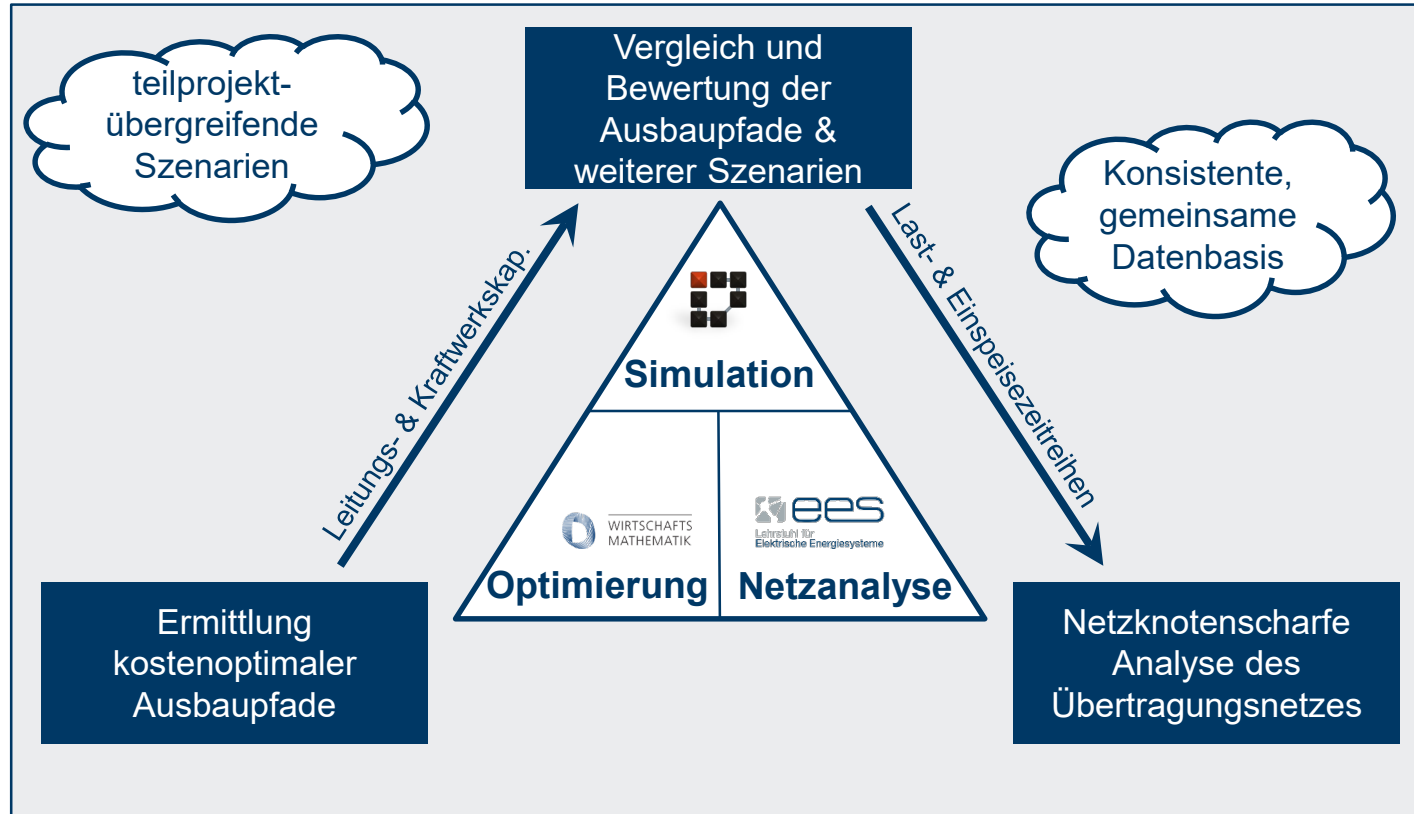 teilprojekt-
übergreifende
Szenarien
Vergleich und
Bewertung der
Ausbaupfade &
weiterer Szenarien
Konsistente,
gemeinsame
Datenbasis
Leitungs- & Kraftwerkskap.
Last- & Einspeisezeitreihen
Simulation
WIRTSCHAFTS
MATHEMATIK
ees
Lehrstuhl für
Elektrische Energiesysteme
Optimierung
Netzanalyse
Ermittlung
kostenoptimaler
Ausbaupfade
Netzknotenscharfe
Analyse des
Übertragungsnetzes